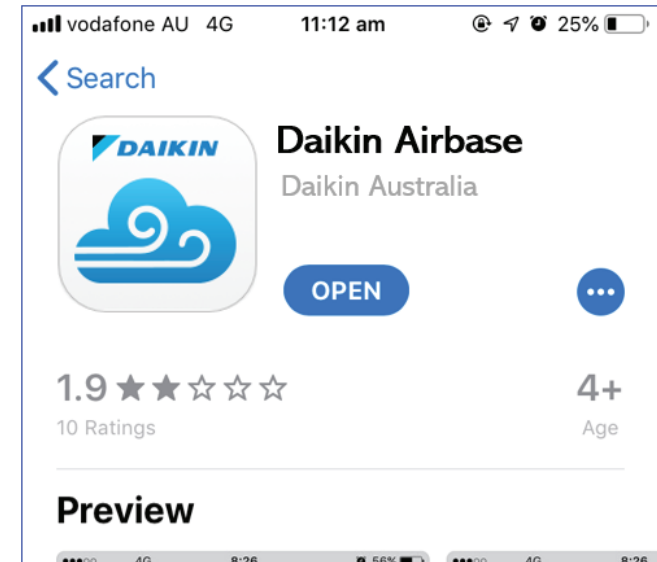 vodafone AU 4G 11:12 am 25%
Search
DAIKIN
Daikin Airbase
Daikin Australia
OPEN
1.9
4+
10 Ratings
Age
Preview
4G 8:26 56% 4G 8:26